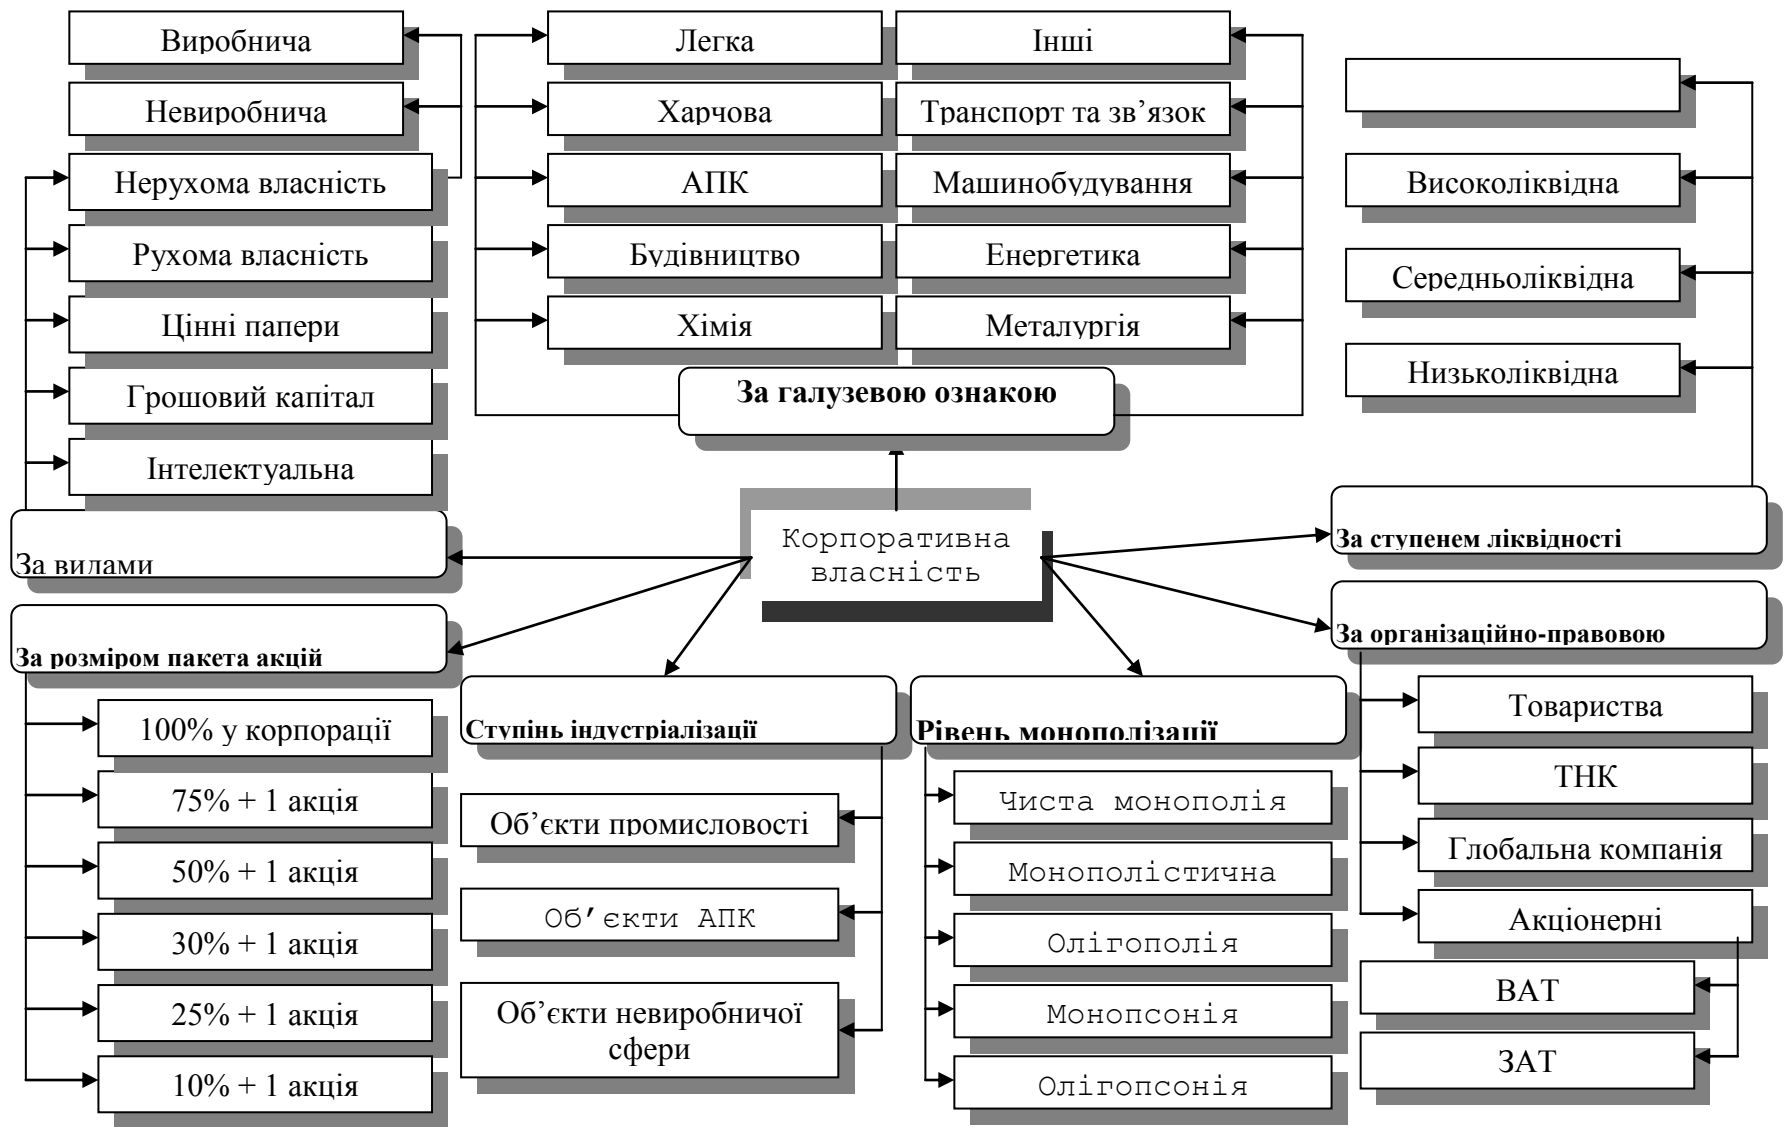 Виробнича
Невиробнича
Нерухома власність
Рухома власність
Цінні папери
Грошовий капітал
Інтелектуальна
За видами
Легка
Харчова
АПК
Будівництво
Хімія
Інші
Транспорт та зв’язок
Машинобудування
Енергетика
Металургія
За галузевою ознакою
Високоліквідна
Середньоліквідна
Низьколіквідна
За ступенем ліквідності
Корпоративна
власність
За розміром пакета акцій
100% у корпорації
75% + 1 акція
50% + 1 акція
30% + 1 акція
25% + 1 акція
10% + 1 акція
Ступінь індустріалізації
Об’єкти промисловості
Об’єкти АПК
Об’єкти невиробничої
сфери
Рівень монополізації
Чиста монополія
Монополістична
Олігополія
Монопсонія
Олігопсонія
За організаційно-правовою
Товариства
ТНК
Глобальна компанія
Акціонерні
ВАТ
ЗАТ